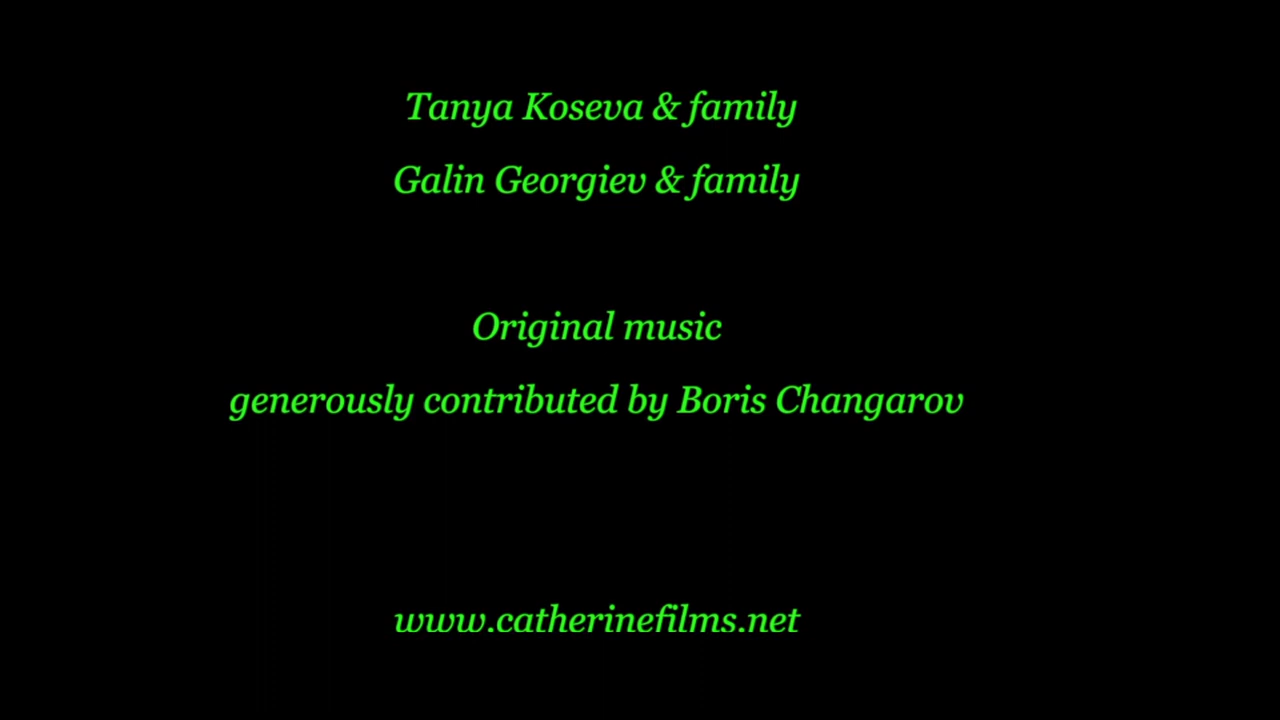 Tanya Koseva & family
Galin Georgiev & family
Original music
generously contributed by Boris Changarov
www.catherinefilms.net